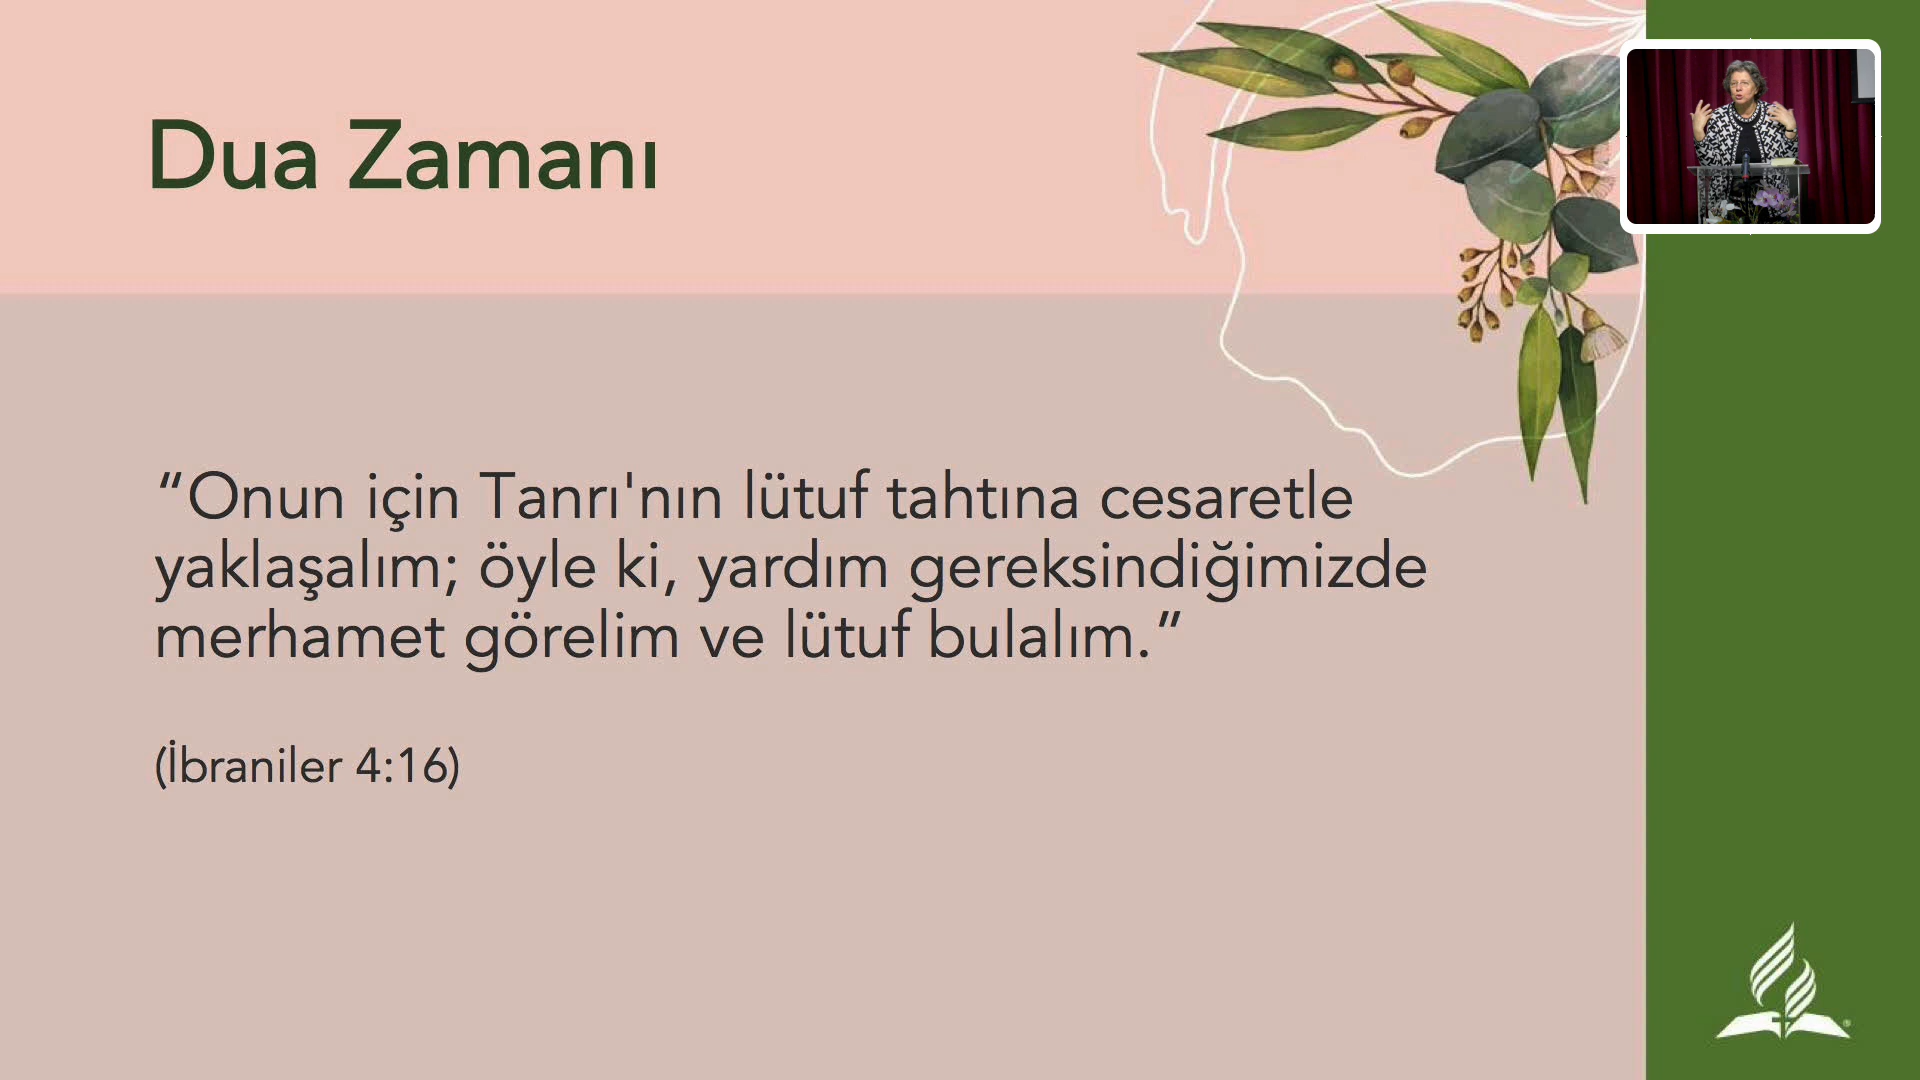 Dua Zamanı
“Onun için Tanrı'nın lütuf tahtına cesaretle
yaklaşalım; öyle ki, yardım gereksindiğimizde
merhamet görelim ve lütuf bulalım.”
(İbraniler 4:16)